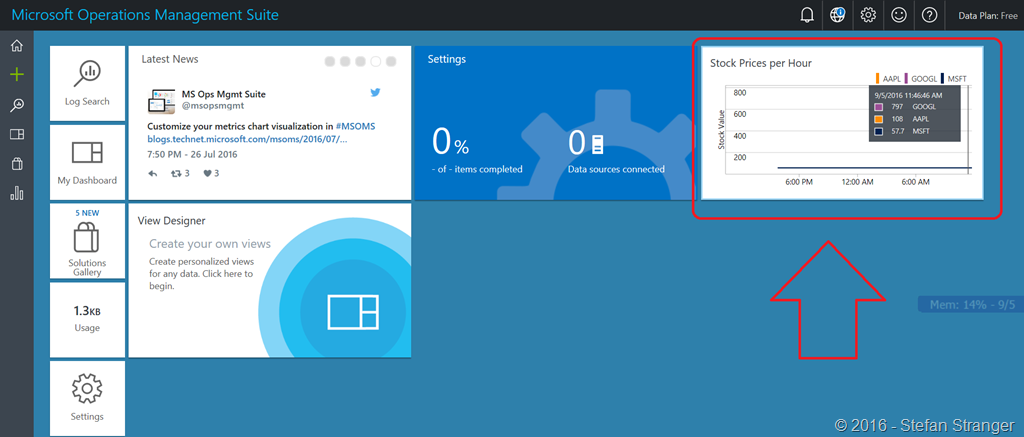 Microsoft Operations Management Suite
Data Plan: Free
Log Search
My Dashboard
5 NEW
Solutions
Gallery
1.3KB
Usage
Settings
Latest News
MS Ops Mgmt Suite
@msopsmgmt
Customize your metrics chart visualization in #MSOMS
blogs.technet.microsoft.com/msoms/2016/07/...
7:50 PM - 26 Jul 2016
3 3
View Designer
Create your own views
Create personalized views
for any data. Click here to
begin.
Settings
0%
- of - items completed
0
Data sources connected
Stock Prices per Hour
AAPL GOOGL MSFT
Stock Value
800
600
400
200
9/5/2016 11:46:46 AM
797 GOOGL
108 AAPL
57.7 MSFT
6:00 PM 12:00 AM 6:00 AM
Mem: 14% - 9/5
© 2016 - Stefan Stranger